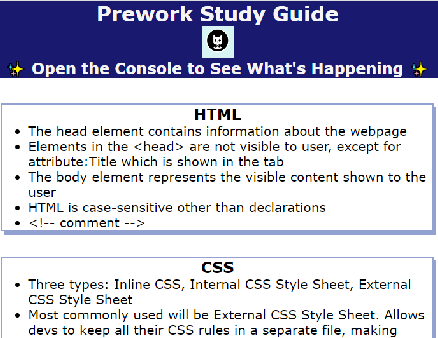 Prework Study Guide
✨ Open the Console to See What's Happening ✨
HTML
• The head element contains information about the webpage
• Elements in the <head> are not visible to user, except for
attribute:Title which is shown in the tab
• The body element represents the visible content shown to the
user
• HTML is case-sensitive other than declarations
• <!-- comment -->
CSS
• Three types: Inline CSS, Internal CSS Style Sheet, External
CSS Style Sheet
• Most commonly used will be External CSS Style Sheet. Allows
devs to keep all their CSS rules in a separate file, making